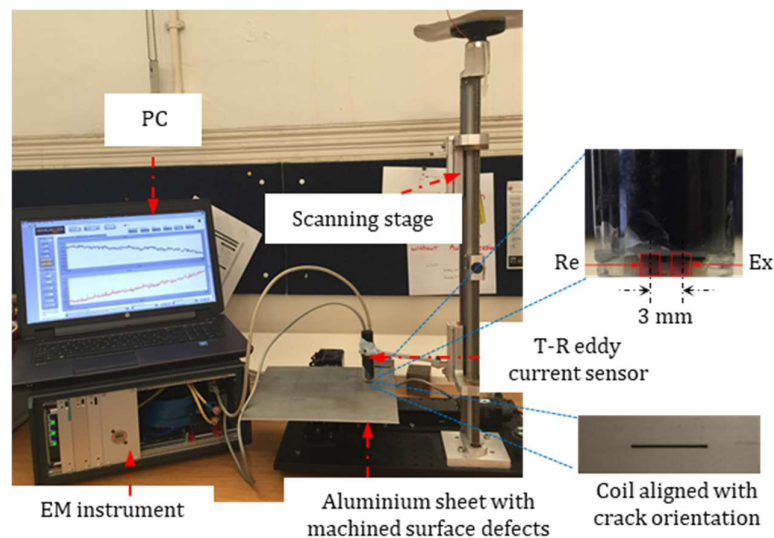 PC
Scanning stage
Re
Ex
3 mm
T-R eddy
current sensor
EM instrument
Aluminium sheet with
machined surface defects
Coil aligned with
crack orientation